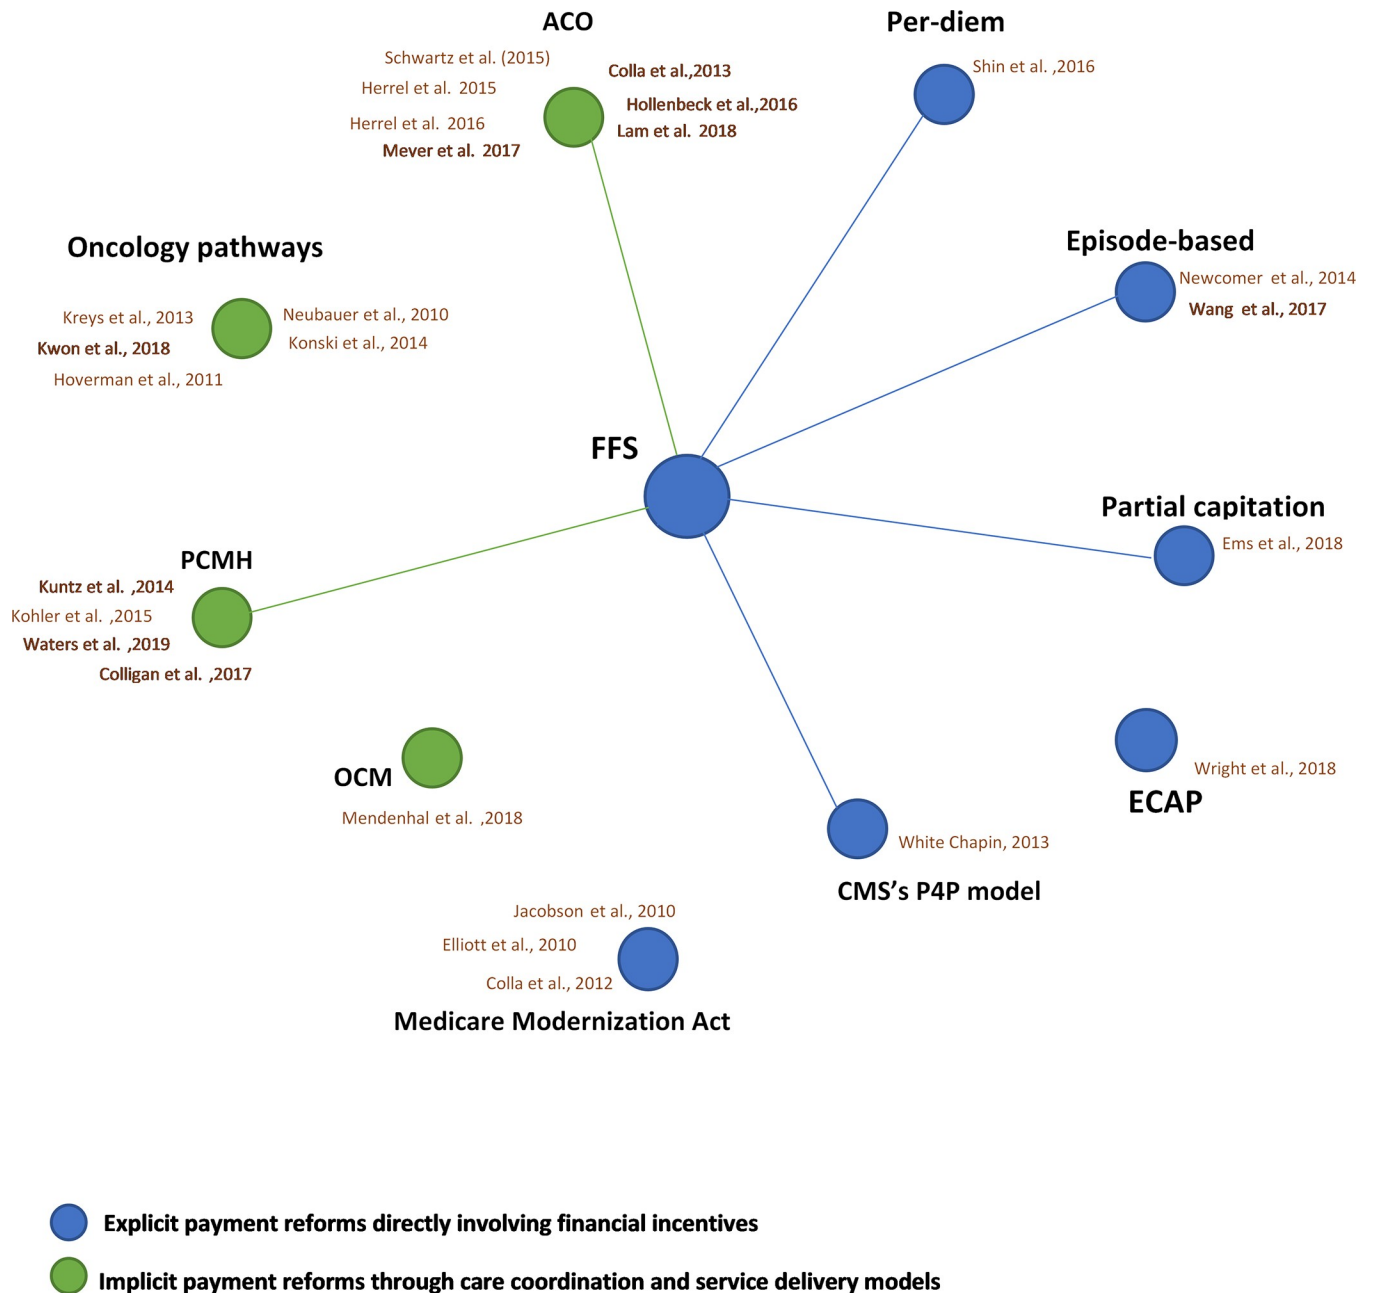 ACO
Schwartz et al. (2015)
Colla et al.,2013
Herrel et al. 2015
Hollenbeck et al.,2016
Herrel et al. 2016
Lam et al. 2018
Mever et al. 2017
Per-diem
Shin et al. ,2016
Oncology pathways
Kreys et al., 2013
Neubauer et al., 2010
Kwon et al., 2018
Konski et al., 2014
Hoverman et al., 2011
Episode-based
Newcomer et al., 2014
Wang et al., 2017
FFS
Partial capitation
Ems et al., 2018
PCMH
Kuntz et al. ,2014
Kohler et al. ,2015
Waters et al. ,2019
Colligan et al. ,2017
OCM
Mendenhal et al. ,2018
Wright et al., 2018
ECAP
White Chapin, 2013
CMS’s P4P model
Jacobson et al., 2010
Elliott et al., 2010
Colla et al., 2012
Medicare Modernization Act
Explicit payment reforms directly involving financial incentives
Implicit payment reforms through care coordination and service delivery models